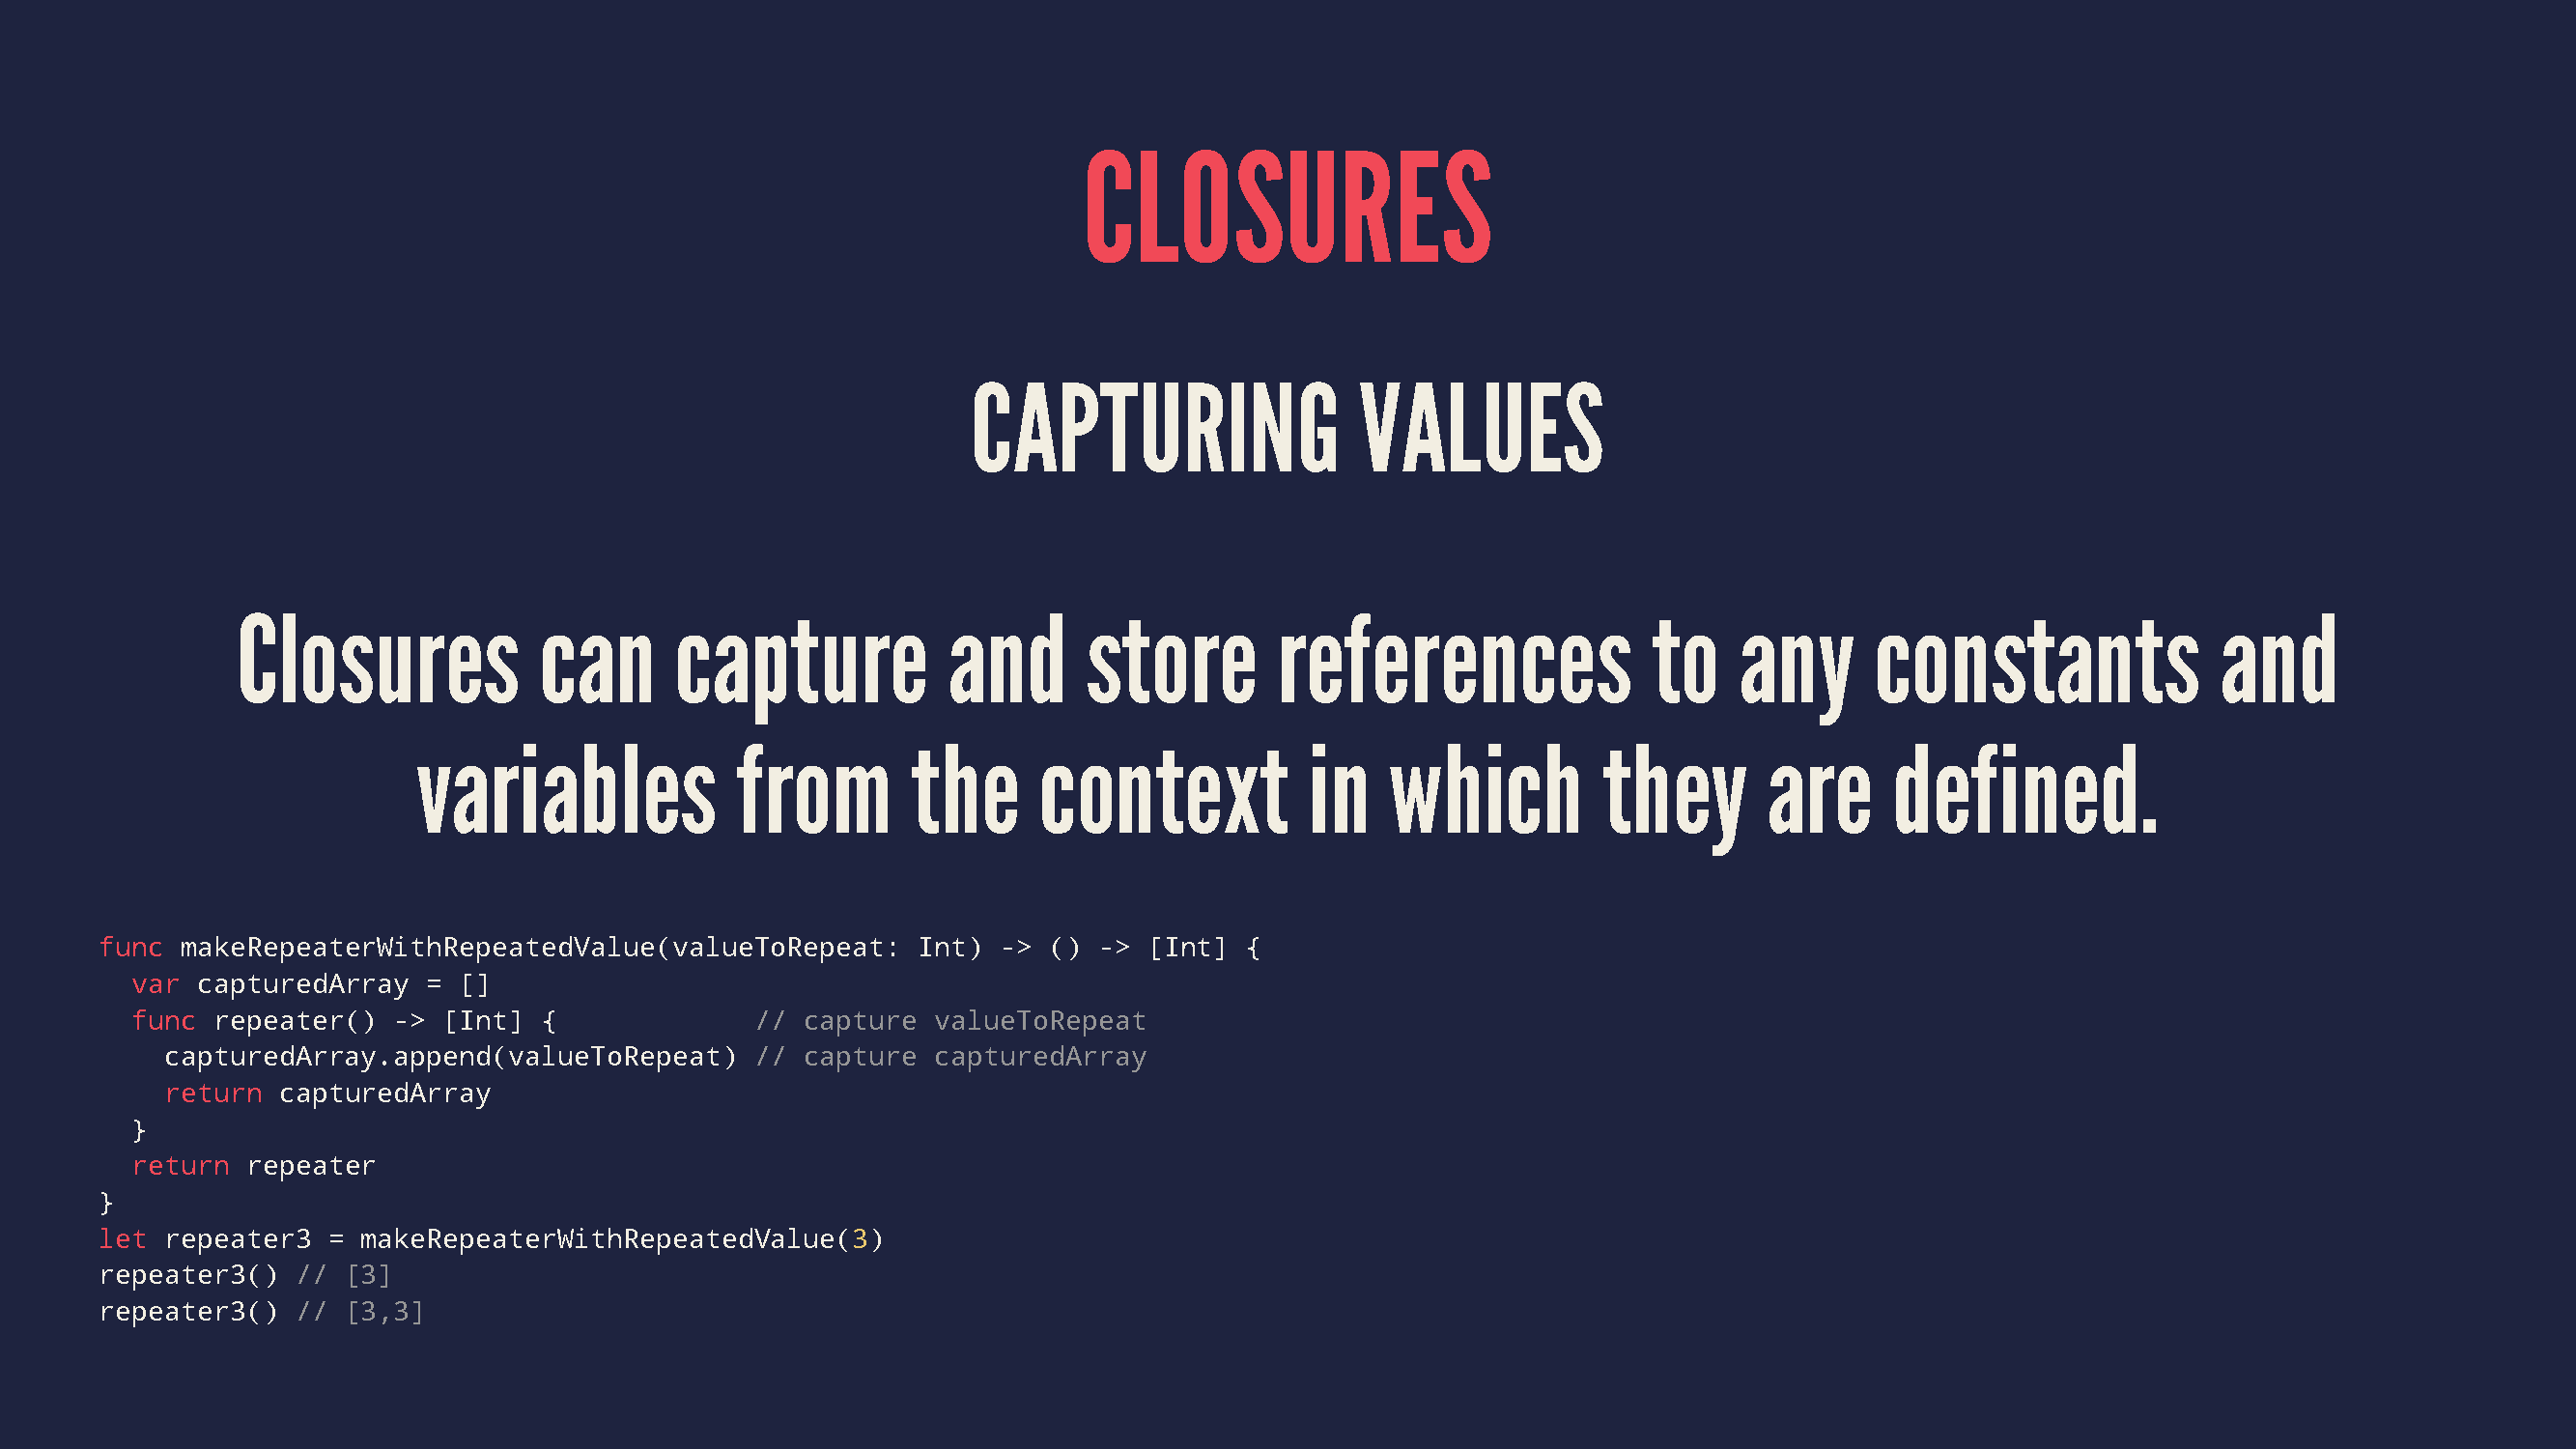 CLOSURES
CAPTURING VALUES
Closures can capture and store references to any constants and
variables from the context in which they are defined.
func makeRepeaterWithRepeatedValue(valueToRepeat: Int) -> () -> [Int] {
  var capturedArray = []
  func repeater() -> [Int] {            // capture valueToRepeat
    capturedArray.append(valueToRepeat) // capture capturedArray
    return capturedArray
  }
  return repeater
}
let repeater3 = makeRepeaterWithRepeatedValue(3)
repeater3() // [3]
repeater3() // [3,3]